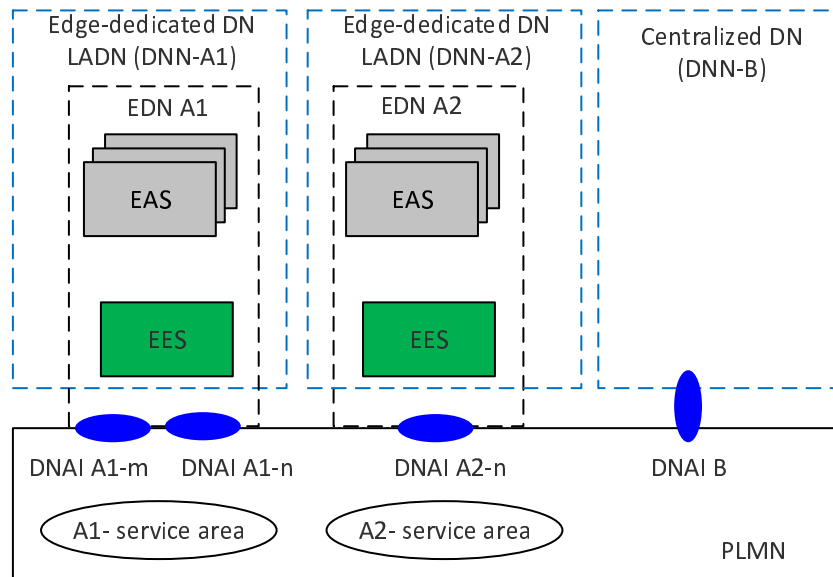 Edge-dedicated DN
LADN (DNN-A1)
EDN A1
EAS
EES
Edge-dedicated DN
LADN (DNN-A2)
EDN A2
EAS
EES
Centralized DN
(DNN-B)
DNAI A1-m
DNAI A1-n
DNAI A2-n
DNAI B
A1- service area
A2- service area
PLMN